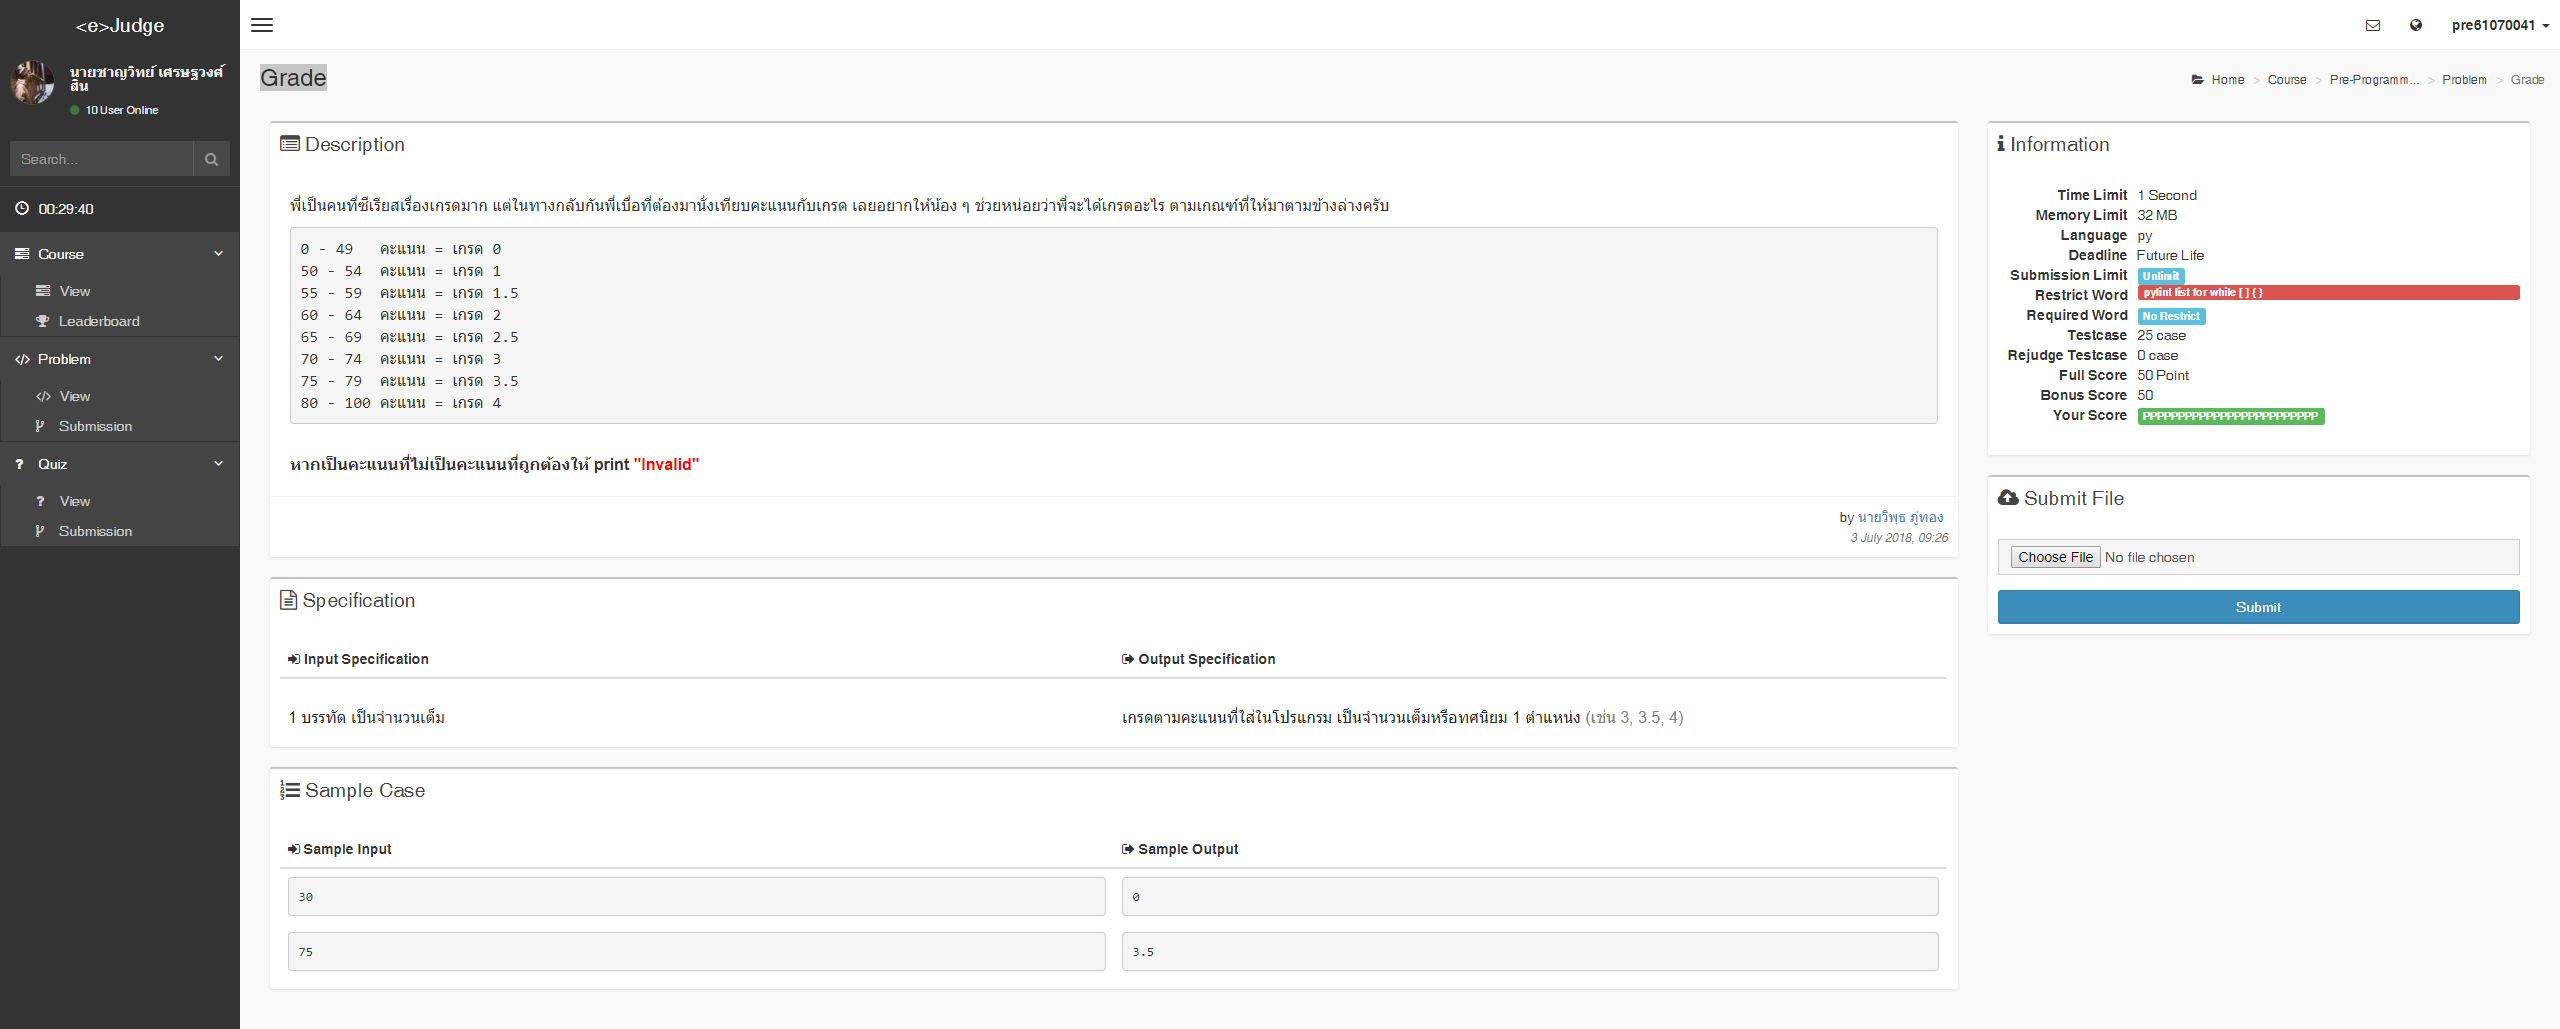 <e>Judge
นายชาญวิทย์ เศรษฐวงศ์
สิน
10 User Online
Search...
00:29:40
Course
View
Leaderboard
Problem
View
Submission
Quiz
View
Submission
pre61070041
Grade
Home > Course > Pre-Programm... > Problem > Grade
Description
พี่เป็นคนที่ซีเรียสเรื่องเกรดมาก แต่ในทางกลับกันพี่เบื่อที่ต้องมานั่งเทียบคะแนนกับเกรด เลยอยากให้น้อง ๆ ช่วยหน่อยว่าพี่จะได้เกรดอะไร ตามเกณฑ์ที่ให้มาตามข้างล่างครับ
0 - 49 คะแนน = เกรด 0
50 - 54 คะแนน = เกรด 1
55 - 59 คะแนน = เกรด 1.5
60 - 64 คะแนน = เกรด 2
65 - 69 คะแนน = เกรด 2.5
70 - 74 คะแนน = เกรด 3
75 - 79 คะแนน = เกรด 3.5
80 - 100 คะแนน = เกรด 4
หากเป็นคะแนนที่ไม่เป็นคะแนนที่ถูกต้องให้ print "Invalid"
by นายวิพุธ ภู่ทอง
3 July 2018, 09:26
Specification
Input Specification
Output Specification
1 บรรทัด เป็นจำนวนเต็ม
เกรดตามคะแนนที่ใส่ในโปรแกรม เป็นจำนวนเต็มหรือทศนิยม 1 ตำแหน่ง (เช่น 3, 3.5, 4)
Sample Case
Sample Input
Sample Output
30
0
75
3.5
Information
Time Limit 1 Second
Memory Limit 32 MB
Language py
Deadline Future Life
Submission Limit Unlimit
Restrict Word pylint list for while [ ] { }
Required Word No Restrict
Testcase 25 case
Rejudge Testcase 0 case
Full Score 50 Point
Bonus Score 50
Your Score PPPPPPPPPPPPPPPPPPPPPPPPP
Submit File
Choose File No file chosen
Submit